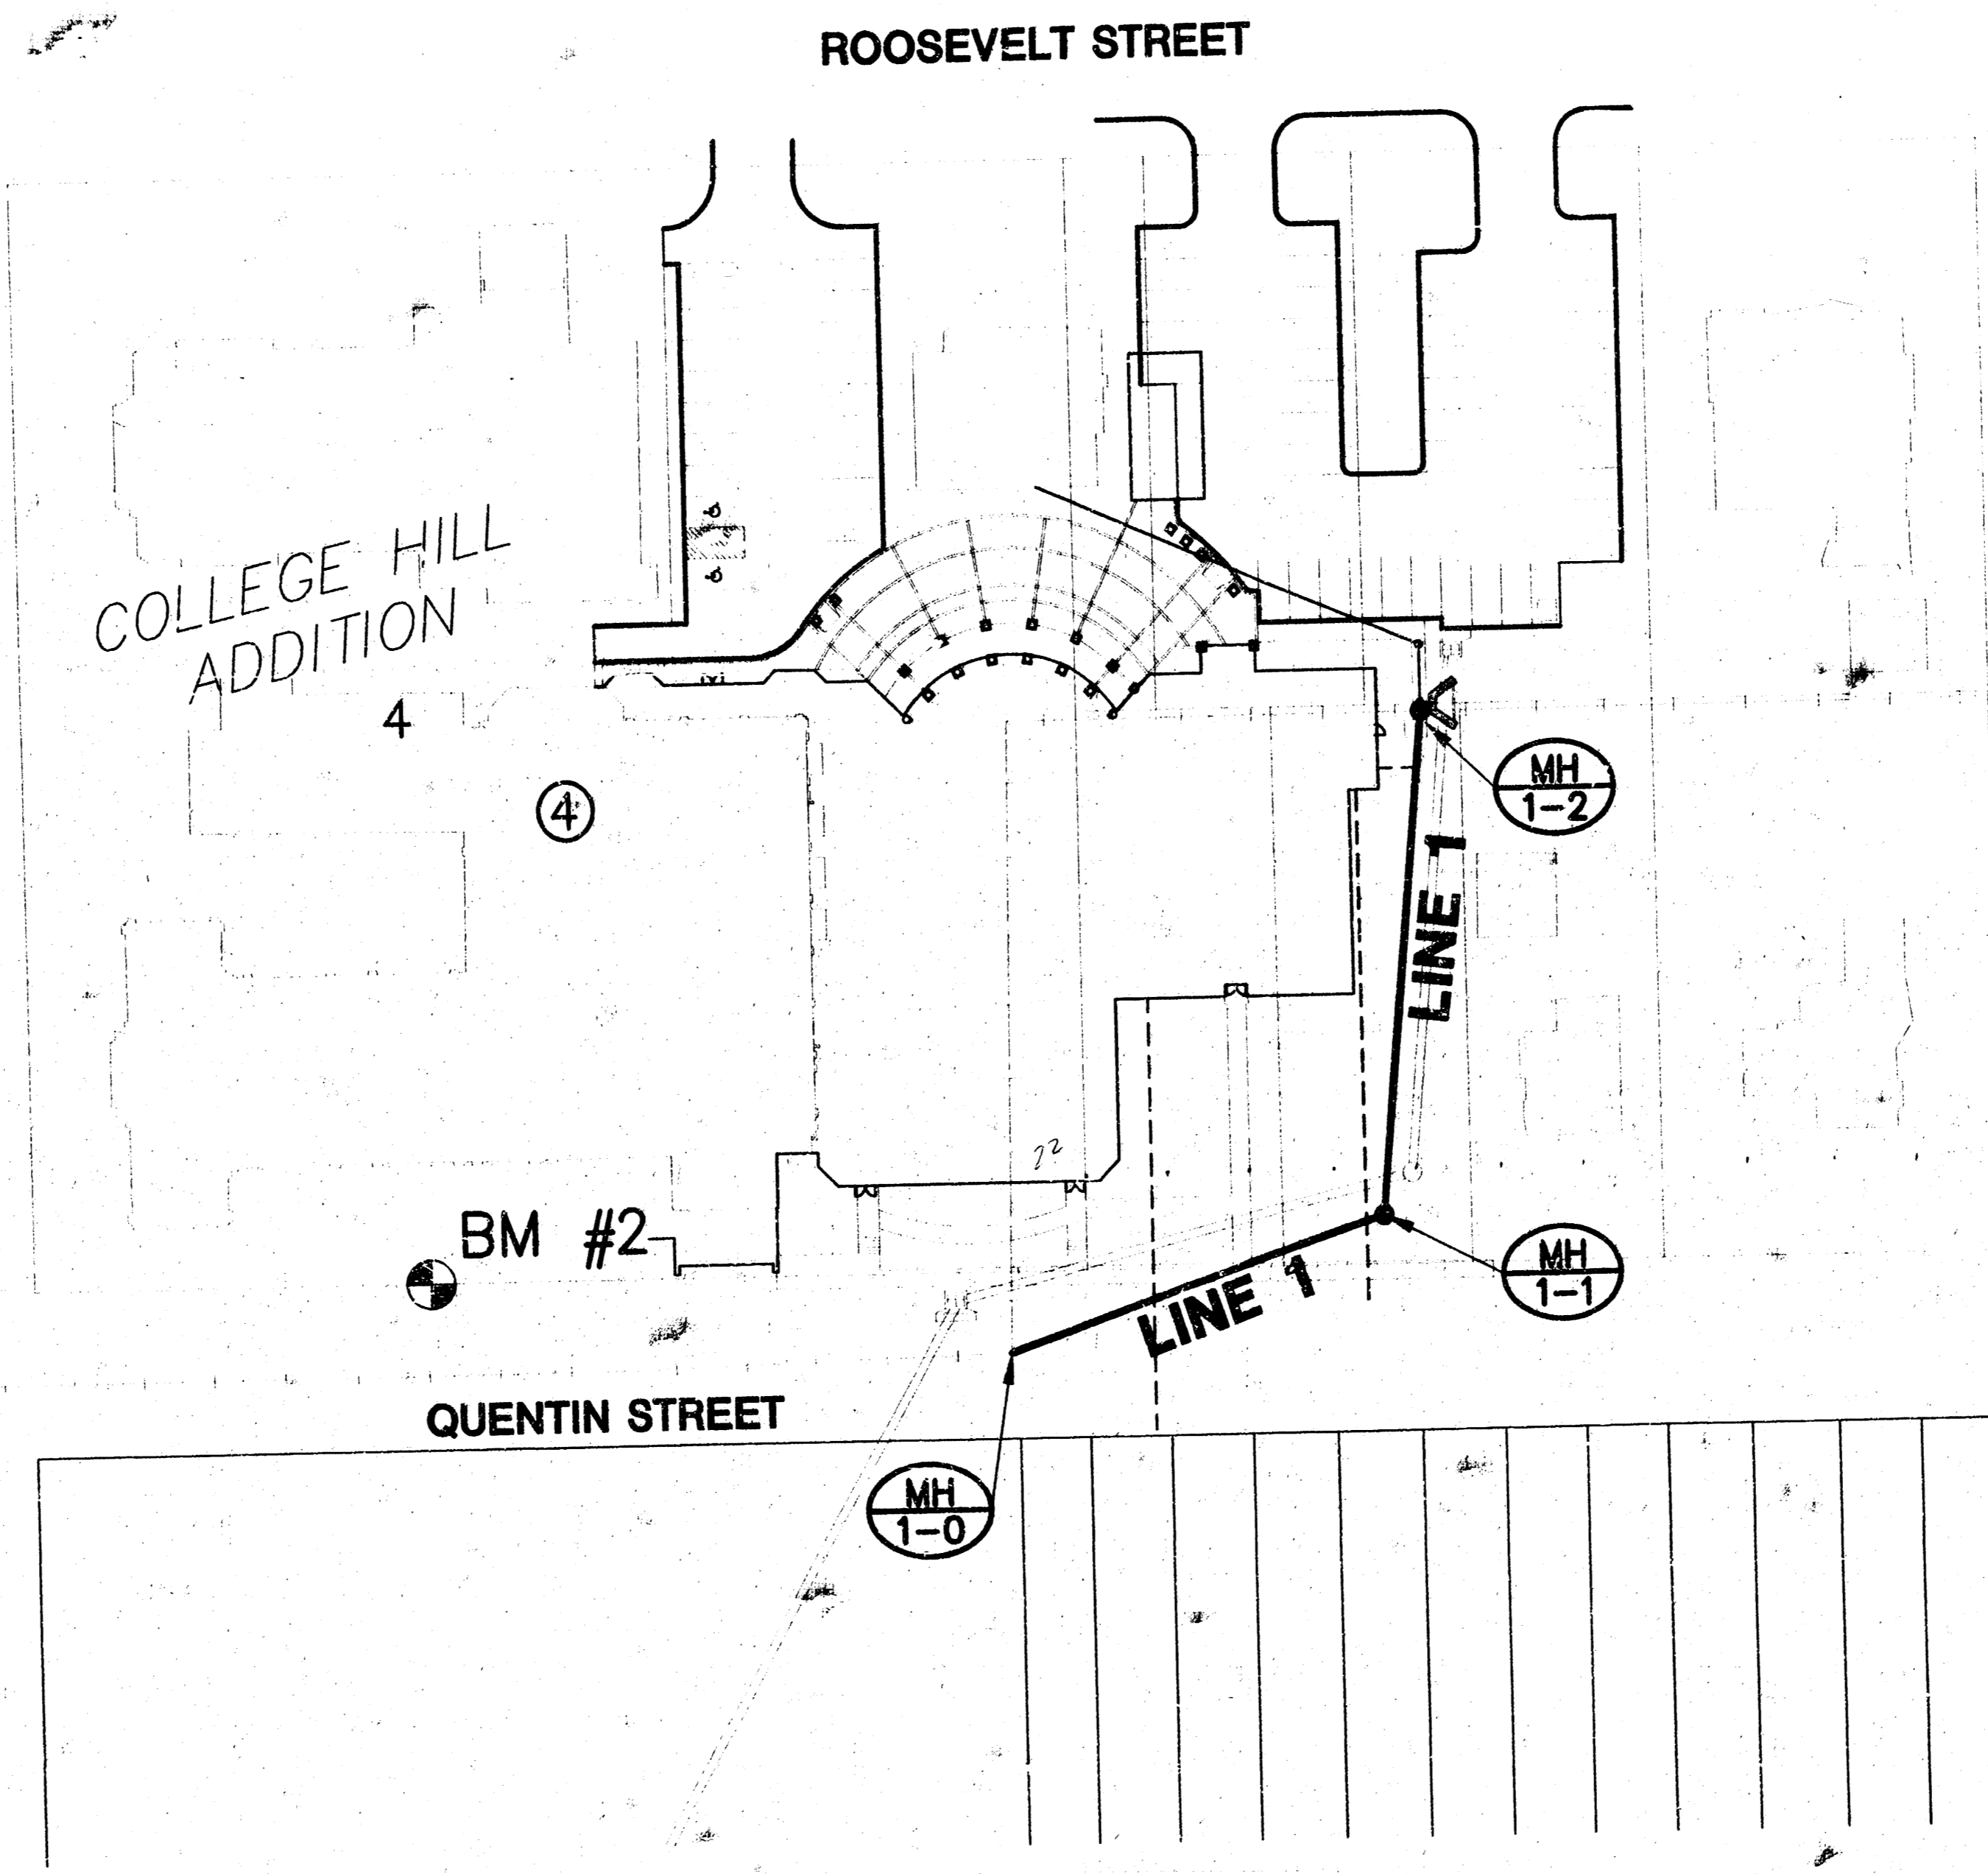 ROOSEVELT STREET
COLLEGE HILL
ADDITION
4
4
MH
1-2
LINE 1
22
BM #2
MH
1-1
LINE 1
QUENTIN STREET
MH
1-0